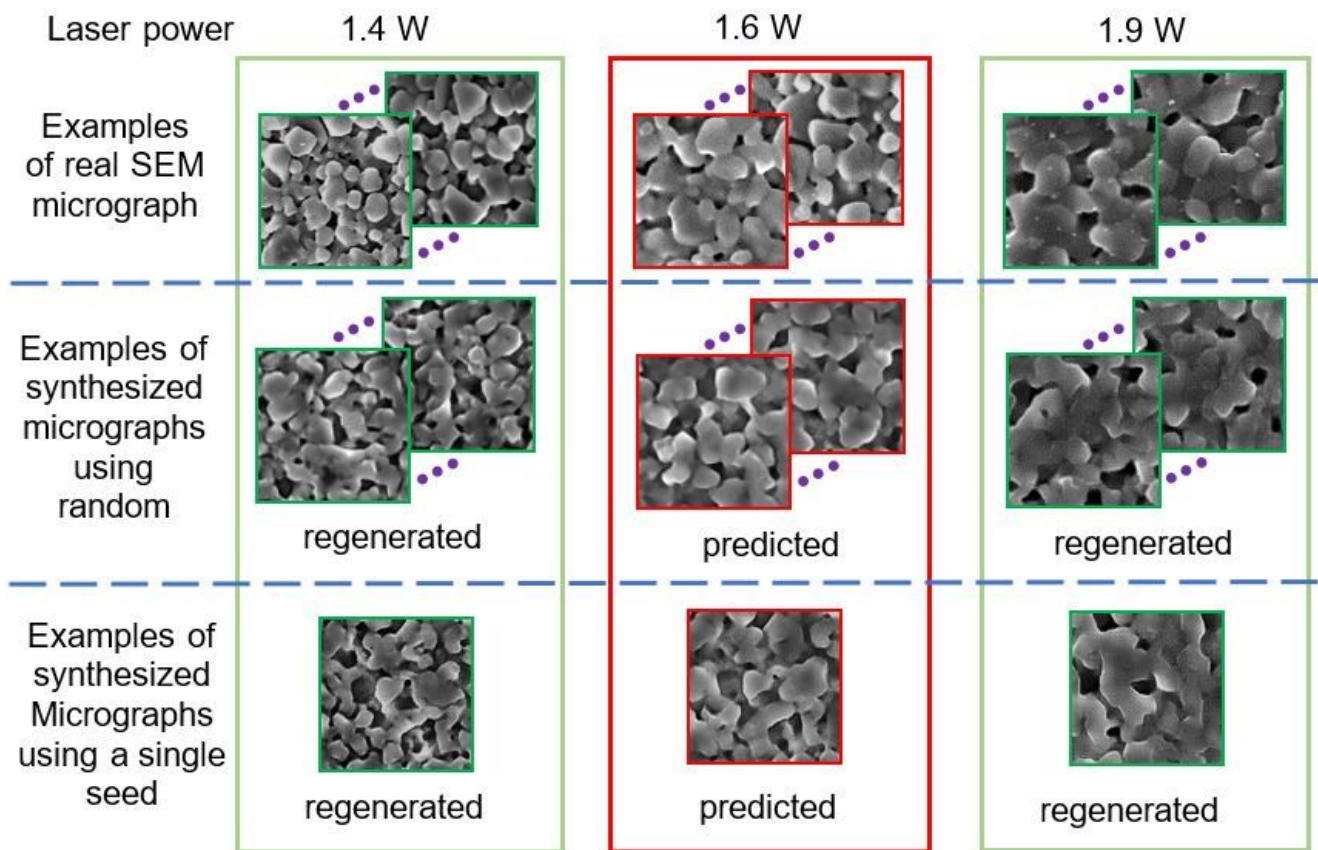 Laser power 1.4 W 1.6 W 1.9 W
Examples
of real SEM
micrograph
Examples of
synthesized
micrographs
using
random
regenerated predicted regenerated
Examples of
synthesized
Micrographs
using a single
seed
regenerated predicted regenerated